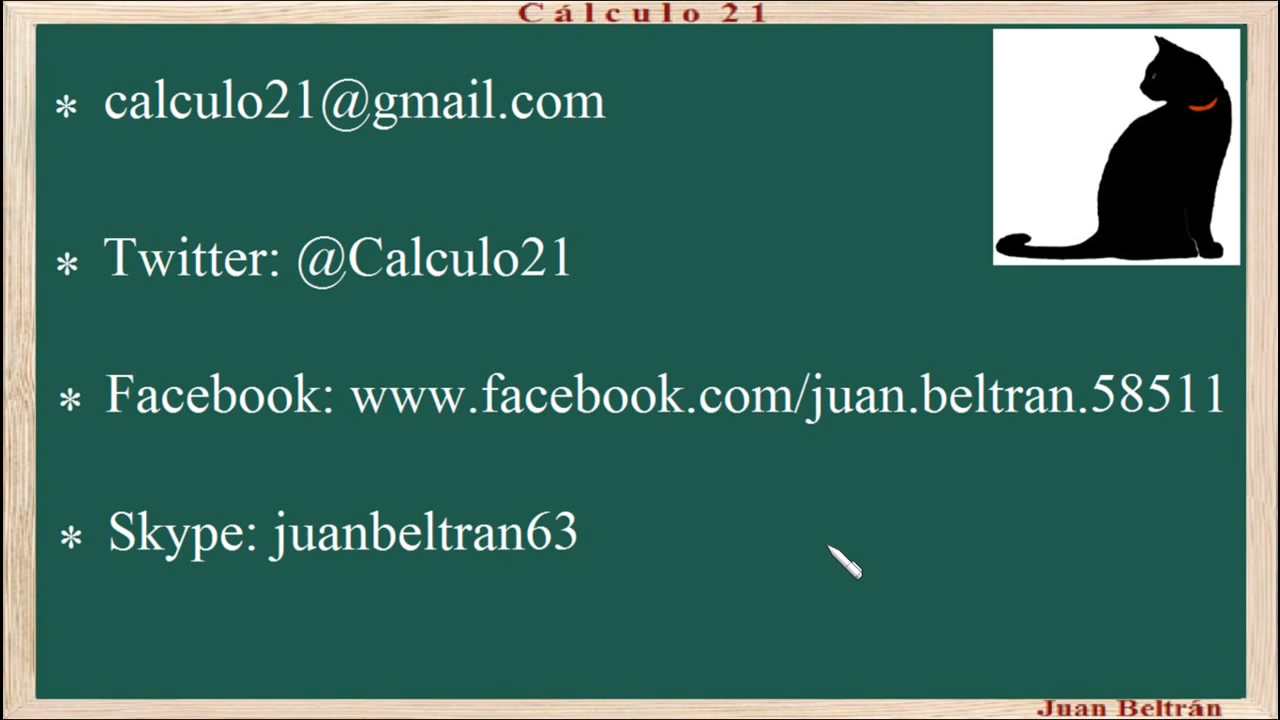 Cálculo 21
* calculo21@gmail.com
* Twitter: @Calculo21
* Facebook: www.facebook.com/juan.beltran.58511
* Skype: juanbeltran63
Juan Beltrán